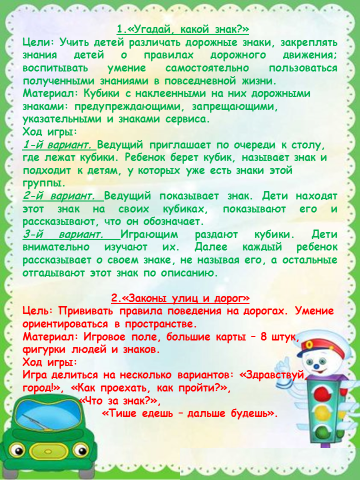 1.«Угадай, какой знак?»
Цели: Учить детей различать дорожные знаки, закреплять
знания детей о правилах дорожного движения;
воспитывать умение самостоятельно пользоваться
полученными знаниями в повседневной жизни.
Материал: Кубики с наклеенными на них дорожными
знаками: предупреждающими, запрещающими,
указательными и знаками сервиса.
Ход игры:
1-й вариант. Ведущий приглашает по очереди к столу,
где лежат кубики. Ребенок берет кубик, называет знак и
подходит к детям, у которых уже есть знаки этой
группы.
2-й вариант. Ведущий показывает знак. Дети находят
этот знак на своих кубиках, показывают его и
рассказывают, что он обозначает.
3-й вариант. Играющим раздают кубики. Дети
внимательно изучают их. Далее каждый ребенок
рассказывает о своем знаке, не называя его, а остальные
отгадывают этот знак по описанию.
2.«Законы улиц и дорог»
Цель: Прививать правила поведения на дорогах. Умение
ориентироваться в пространстве.
Материал: Игровое поле, большие карты – 8 штук,
фигурки людей и знаков.
Ход игры:
Игра делиться на несколько вариантов: «Здравствуй,
город!», «Как проехать, как пройти?»,
«Что за знак?»,
«Тише едешь – дальше будешь».